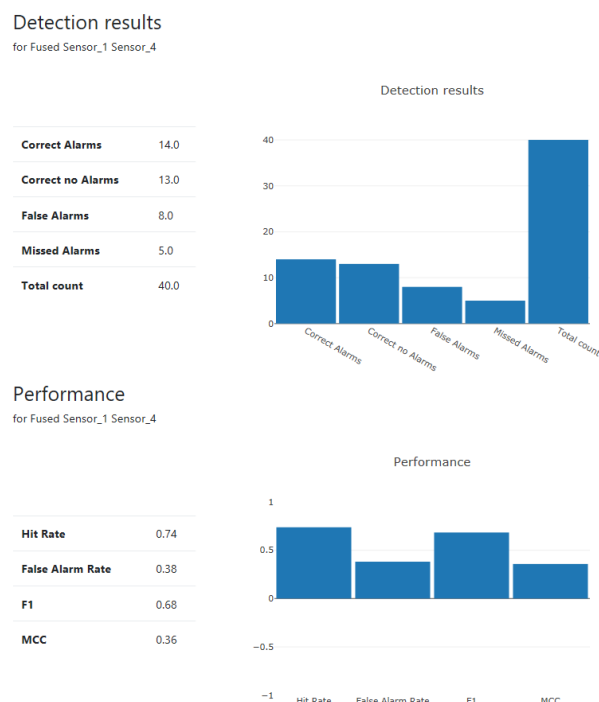 Detection results
for Fused Sensor_1 Sensor_4
Correct Alarms 14.0
Correct no Alarms 13.0
False Alarms 8.0
Missed Alarms 5.0
Total count 40.0
Detection results
40
30
20
10
0
Correct Alarms
Correct no Alarms
False Alarms
Missed Alarms
Total count
Performance
for Fused Sensor_1 Sensor_4
Hit Rate 0.74
False Alarm Rate 0.38
F1 0.68
MCC 0.36
Performance
1
0.5
0
−0.5
−1
Hit Rate False Alarm Rate F1 MCC